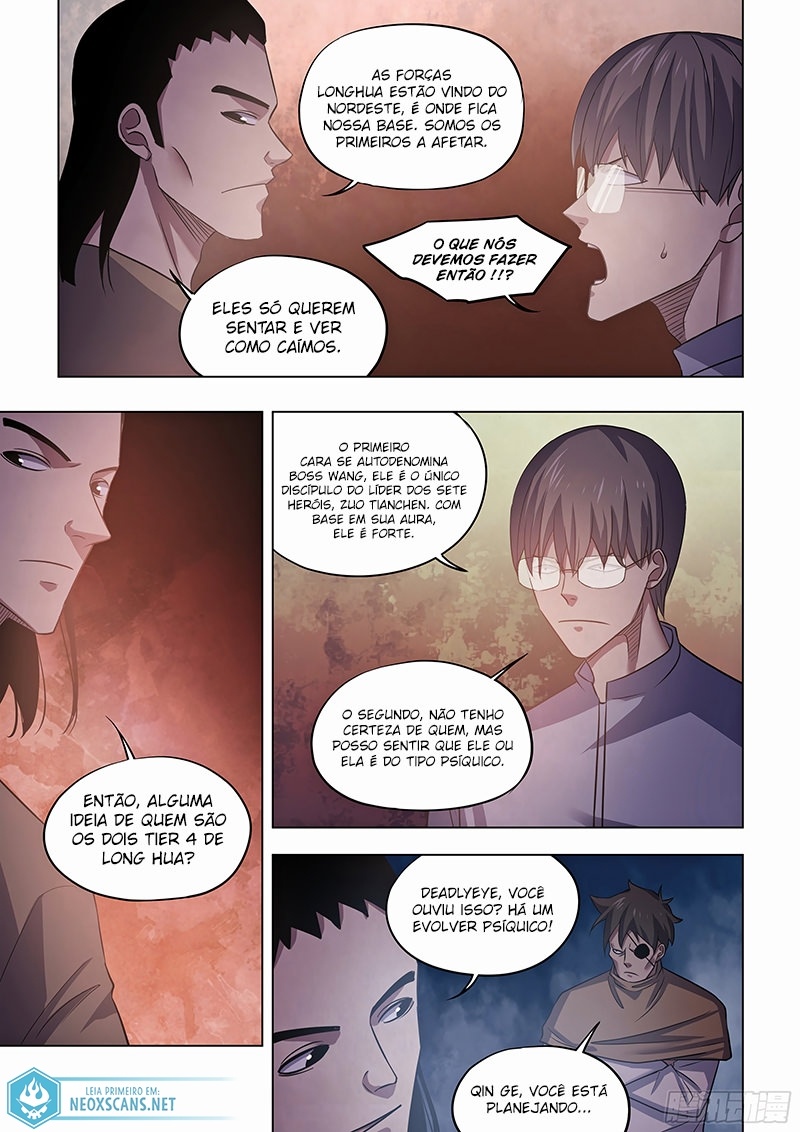 AS FORÇAS
LONGHUA ESTÃO VINDO DO
NORDESTE, É ONDE FICA
NOSSA BASE. SOMOS OS
PRIMEIROS A AFETAR.
O QUE NÓS
DEVEMOS FAZER
ENTÃO !!?
ELES SÓ QUEREM
SENTAR E VER
COMO CAÍMOS.
ENTÃO, ALGUMA
IDEIA DE QUEM SÃO
OS DOIS TIER 4 DE
LONG HUA?
O PRIMEIRO
CARA SE AUTODENOMINA
BOSS WANG, ELE É O ÚNICO
DISCÍPULO DO LÍDER DOS SETE
HERÓIS, ZUO TIANCHEN. COM
BASE EM SUA AURA,
ELE É FORTE.
O SEGUNDO, NÃO TENHO
CERTEZA DE QUEM, MAS
POSSO SENTIR QUE ELE OU
ELA É DO TIPO PSÍQUICO.
DEADLYEYE, VOCÊ
OUVIU ISSO? HÁ UM
EVOLVER PSÍQUICO!
QIN GE, VOCÊ ESTÁ
PLANEJANDO...
LEIA PRIMEIRO EM:
NEOXSCANS.NET
腾讯动漫